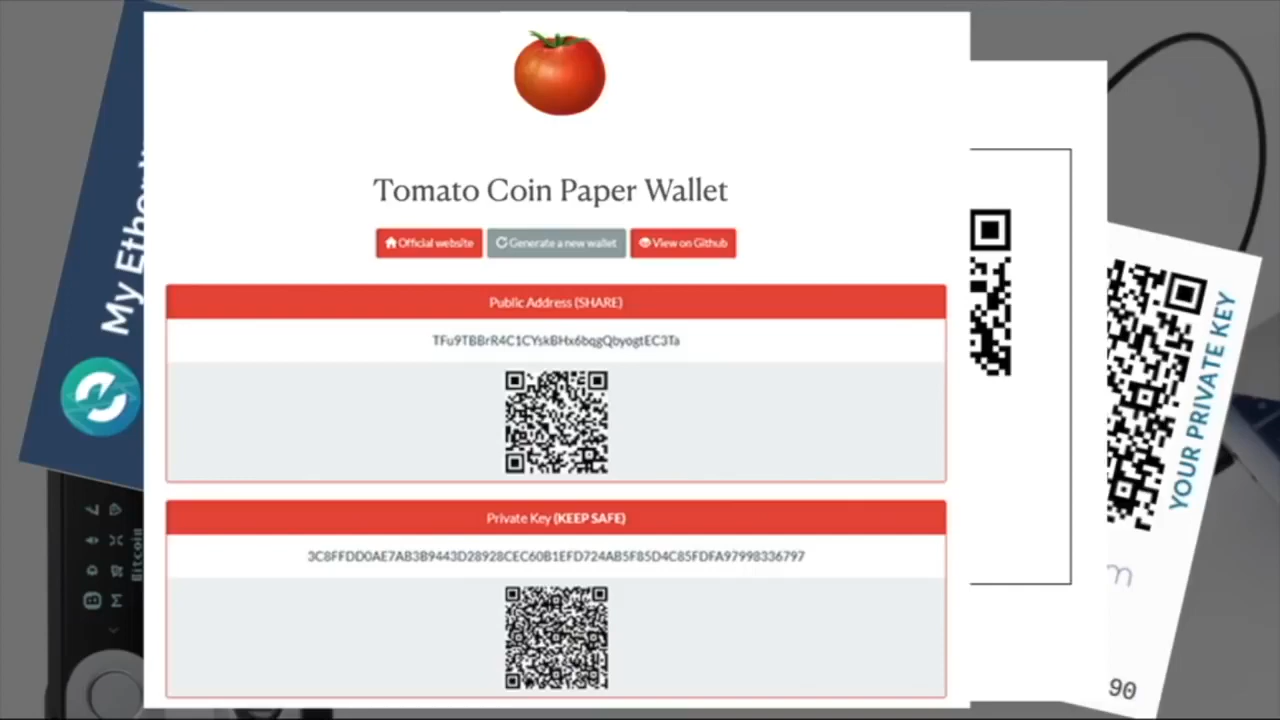 Tomato Coin Paper Wallet
Official website
Generate a new wallet
View on Github
Public Address (SHARE)
TFu9TBBrR4C1CYskBHx6bqgQbyogtEC3Ta
Private Key (KEEP SAFE)
3C8FFDD0AE7AB3B9443D28928CEC60B1EFD724AB5F85D4C85FDFA97998336797
My Ether
Bitcoin
YOUR PRIVATE KEY
90